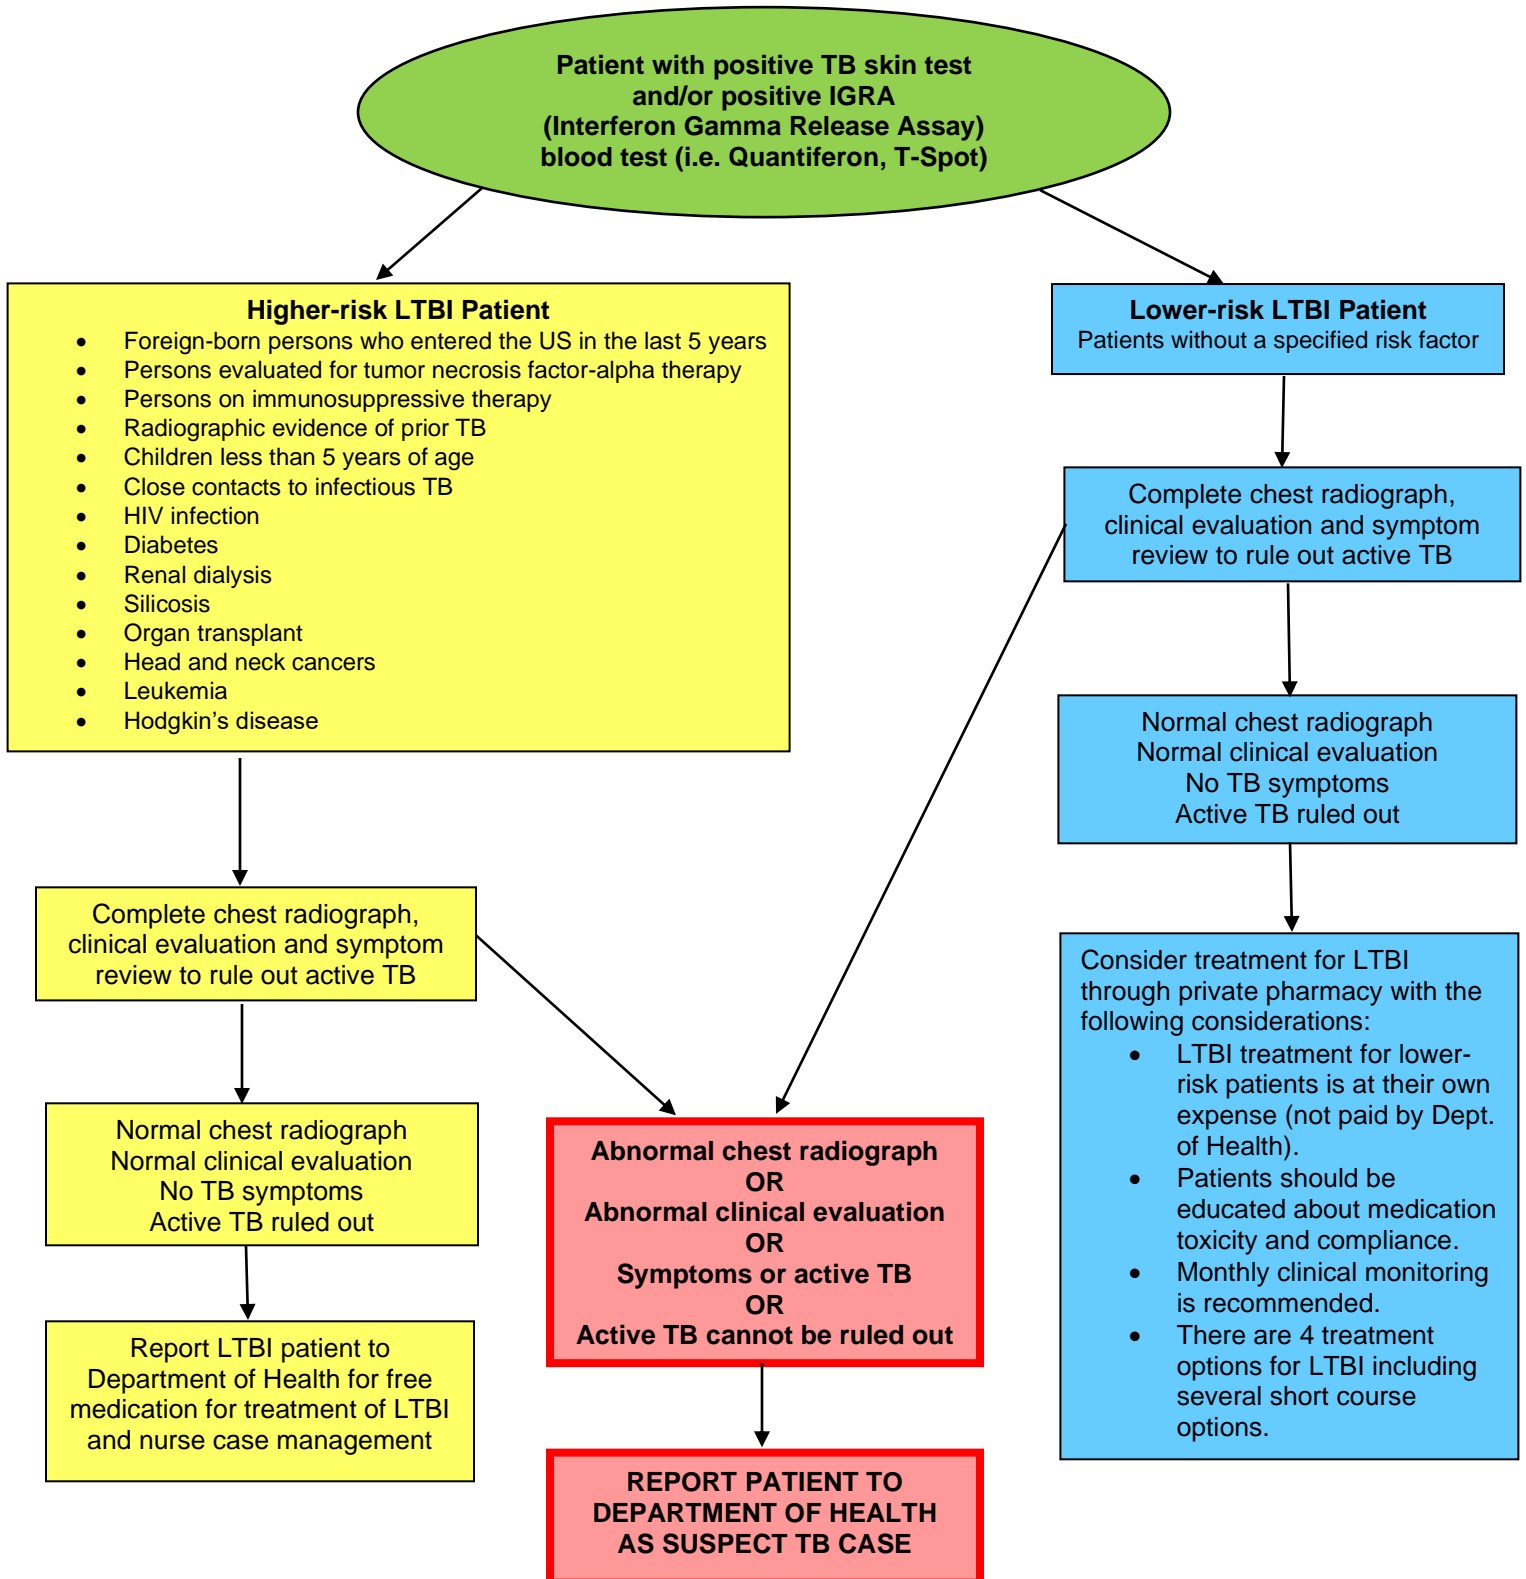 Patient with positive TB skin test
and/or positive IGRA
(Interferon Gamma Release Assay)
blood test (i.e. Quantiferon, T-Spot)
Higher-risk LTBI Patient
• Foreign-born persons who entered the US in the last 5 years
• Persons evaluated for tumor necrosis factor-alpha therapy
• Persons on immunosuppressive therapy
• Radiographic evidence of prior TB
• Children less than 5 years of age
• Close contacts to infectious TB
• HIV infection
• Diabetes
• Renal dialysis
• Silicosis
• Organ transplant
• Head and neck cancers
• Leukemia
• Hodgkin’s disease
Complete chest radiograph,
clinical evaluation and symptom
review to rule out active TB
Normal chest radiograph
Normal clinical evaluation
No TB symptoms
Active TB ruled out
Report LTBI patient to
Department of Health for free
medication for treatment of LTBI
and nurse case management
Abnormal chest radiograph
OR
Abnormal clinical evaluation
OR
Symptoms or active TB
OR
Active TB cannot be ruled out
REPORT PATIENT TO
DEPARTMENT OF HEALTH
AS SUSPECT TB CASE
Lower-risk LTBI Patient
Patients without a specified risk factor
Complete chest radiograph,
clinical evaluation and symptom
review to rule out active TB
Normal chest radiograph
Normal clinical evaluation
No TB symptoms
Active TB ruled out
Consider treatment for LTBI
through private pharmacy with the
following considerations:
• LTBI treatment for lower-
risk patients is at their own
expense (not paid by Dept.
of Health).
• Patients should be
educated about medication
toxicity and compliance.
• Monthly clinical monitoring
is recommended.
• There are 4 treatment
options for LTBI including
several short course
options.